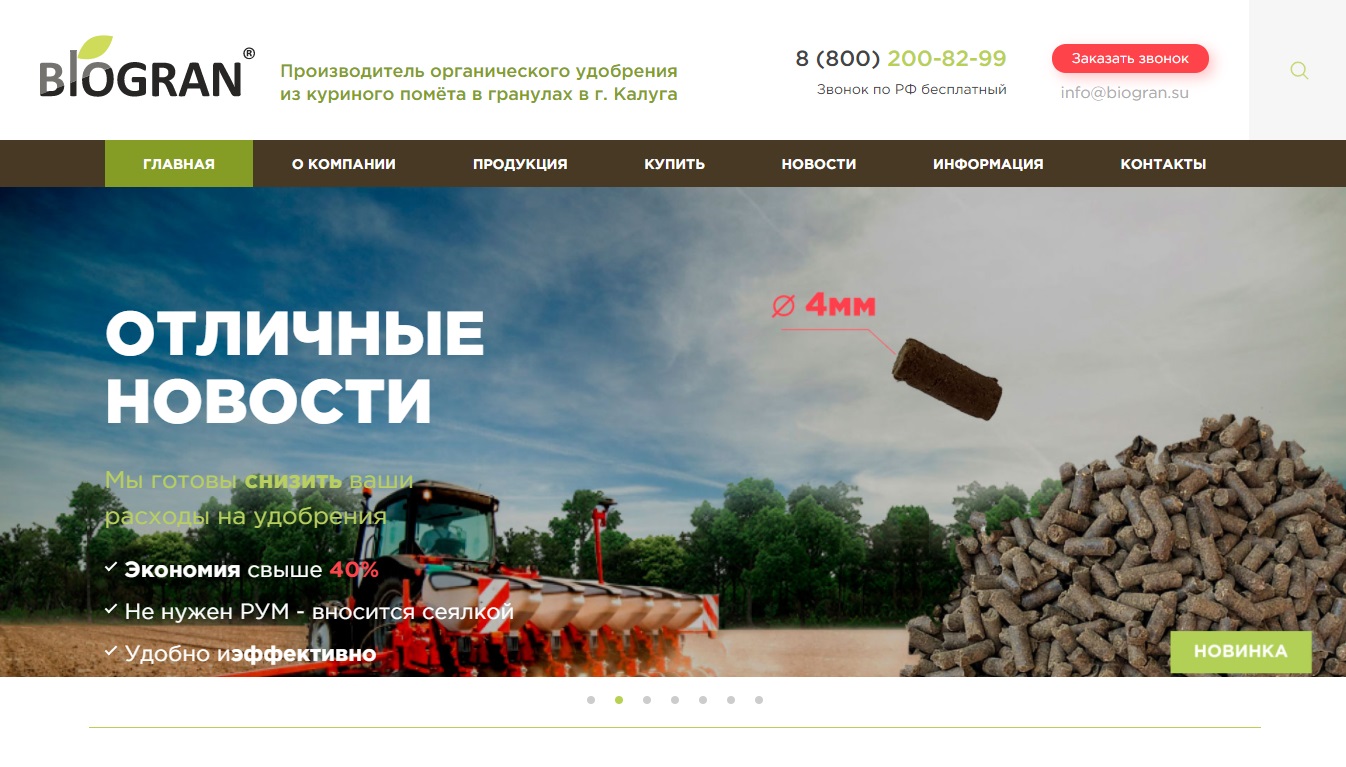 BIOGRAN®
Производитель органического удобрения
из куриного помёта в гранулах в г. Калуга
8 (800) 200-82-99
Звонок по РФ бесплатный
Заказать звонок
info@biogran.su
ГЛАВНАЯ
О КОМПАНИИ
ПРОДУКЦИЯ
КУПИТЬ
НОВОСТИ
ИНФОРМАЦИЯ
КОНТАКТЫ
⌀ 4мм
ОТЛИЧНЫЕ
НОВОСТИ
Мы готовы снизить ваши
расходы на удобрения
Экономия свыше 40%
Не нужен РУМ - вносится сеялкой
Удобно иэффективно
НОВИНКА